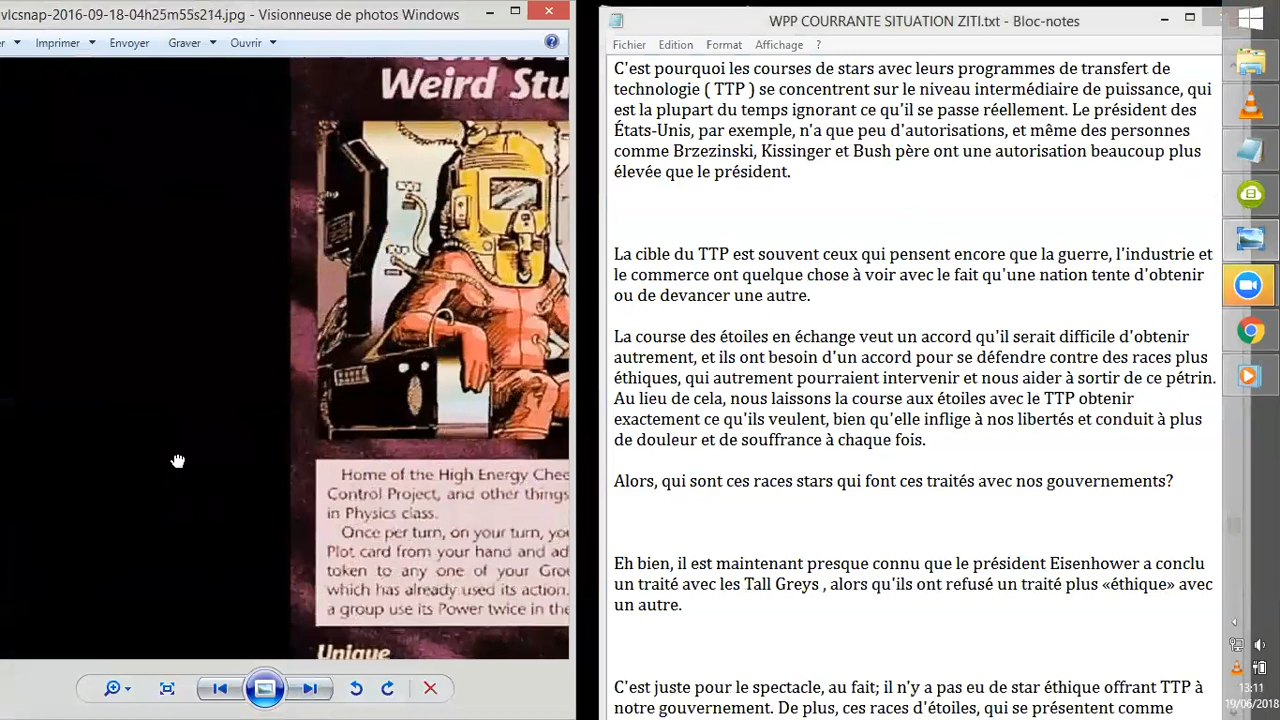 vlcsnap-2016-09-18-04h25m55s214.jpg - Visionneuse de photos Windows
Imprimer Envoyer Graver Ouvrir
Weird Stu
Home of the High Energy Chee
Control Project, and other things
in Physics class.
Once per turn, on your turn, you
Plot card from your hand and ad
token to any one of your Gro
which has already used its action.
a group use its Power twice in the
Unique
WPP COURRANTE SITUATION ZITI.txt - Bloc-notes
Fichier Edition Format Affichage ?
C'est pourquoi les courses de stars avec leurs programmes de transfert de
technologie ( TTP ) se concentrent sur le niveau intermédiaire de puissance, qui
est la plupart du temps ignorant ce qu'il se passe réellement. Le président des
États-Unis, par exemple, n'a que peu d'autorisations, et même des personnes
comme Brzezinski, Kissinger et Bush père ont une autorisation beaucoup plus
élevée que le président.
La cible du TTP est souvent ceux qui pensent encore que la guerre, l'industrie et
le commerce ont quelque chose à voir avec le fait qu'une nation tente d'obtenir
ou de devancer une autre.
La course des étoiles en échange veut un accord qu'il serait difficile d'obtenir
autrement, et ils ont besoin d'un accord pour se défendre contre des races plus
éthiques, qui autrement pourraient intervenir et nous aider à sortir de ce pétrin.
Au lieu de cela, nous laissons la course aux étoiles avec le TTP obtenir
exactement ce qu'ils veulent, bien qu'elle inflige à nos libertés et conduit à plus
de douleur et de souffrance à chaque fois.
Alors, qui sont ces races stars qui font ces traités avec nos gouvernements?
Eh bien, il est maintenant presque connu que le président Eisenhower a conclu
un traité avec les Tall Greys , alors qu'ils ont refusé un traité plus «éthique» avec
un autre.
C'est juste pour le spectacle, au fait; il n'y a pas eu de star éthique offrant TTP à
notre gouvernement. De plus, ces races d'étoiles, qui se présentent comme
13:11
19/06/2018